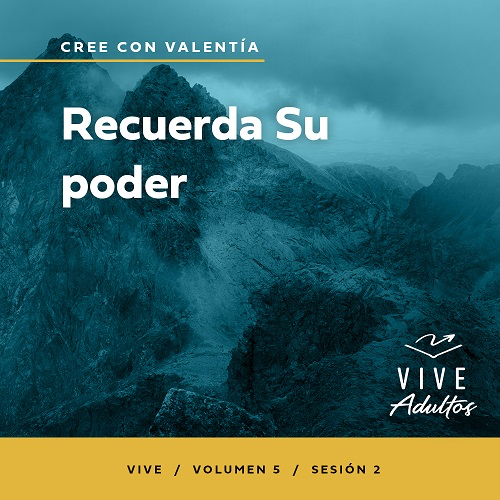 CREE CON VALENTÍA
Recuerda Su
poder
VIVE
Adultos
VIVE / VOLUMEN 5 / SESIÓN 2